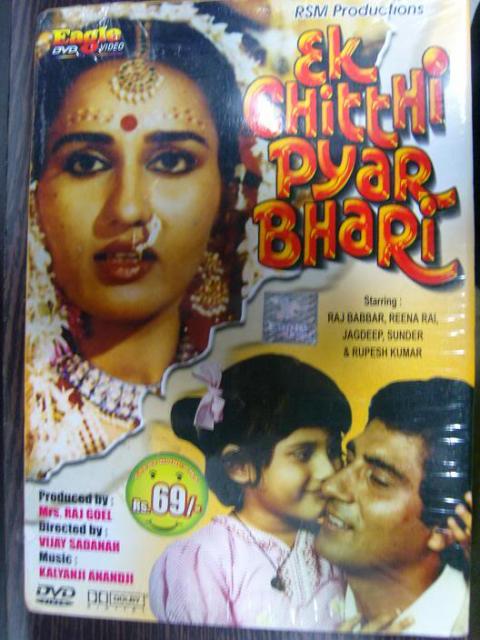 RSM Productions
Eagle
DVD VIDEO
Ek
Chitthi
Pyar
Bhari
Starring :
RAJ BABBAR, REENA RAI,
JAGDEEP, SUNDER
& RUPESH KUMAR
Rs. 69/-
Produced by :
Mrs. RAJ GOEL
Directed by :
VIJAY SADANAH
Music :
KALYANJI ANANDJI
DVD
DOLBY